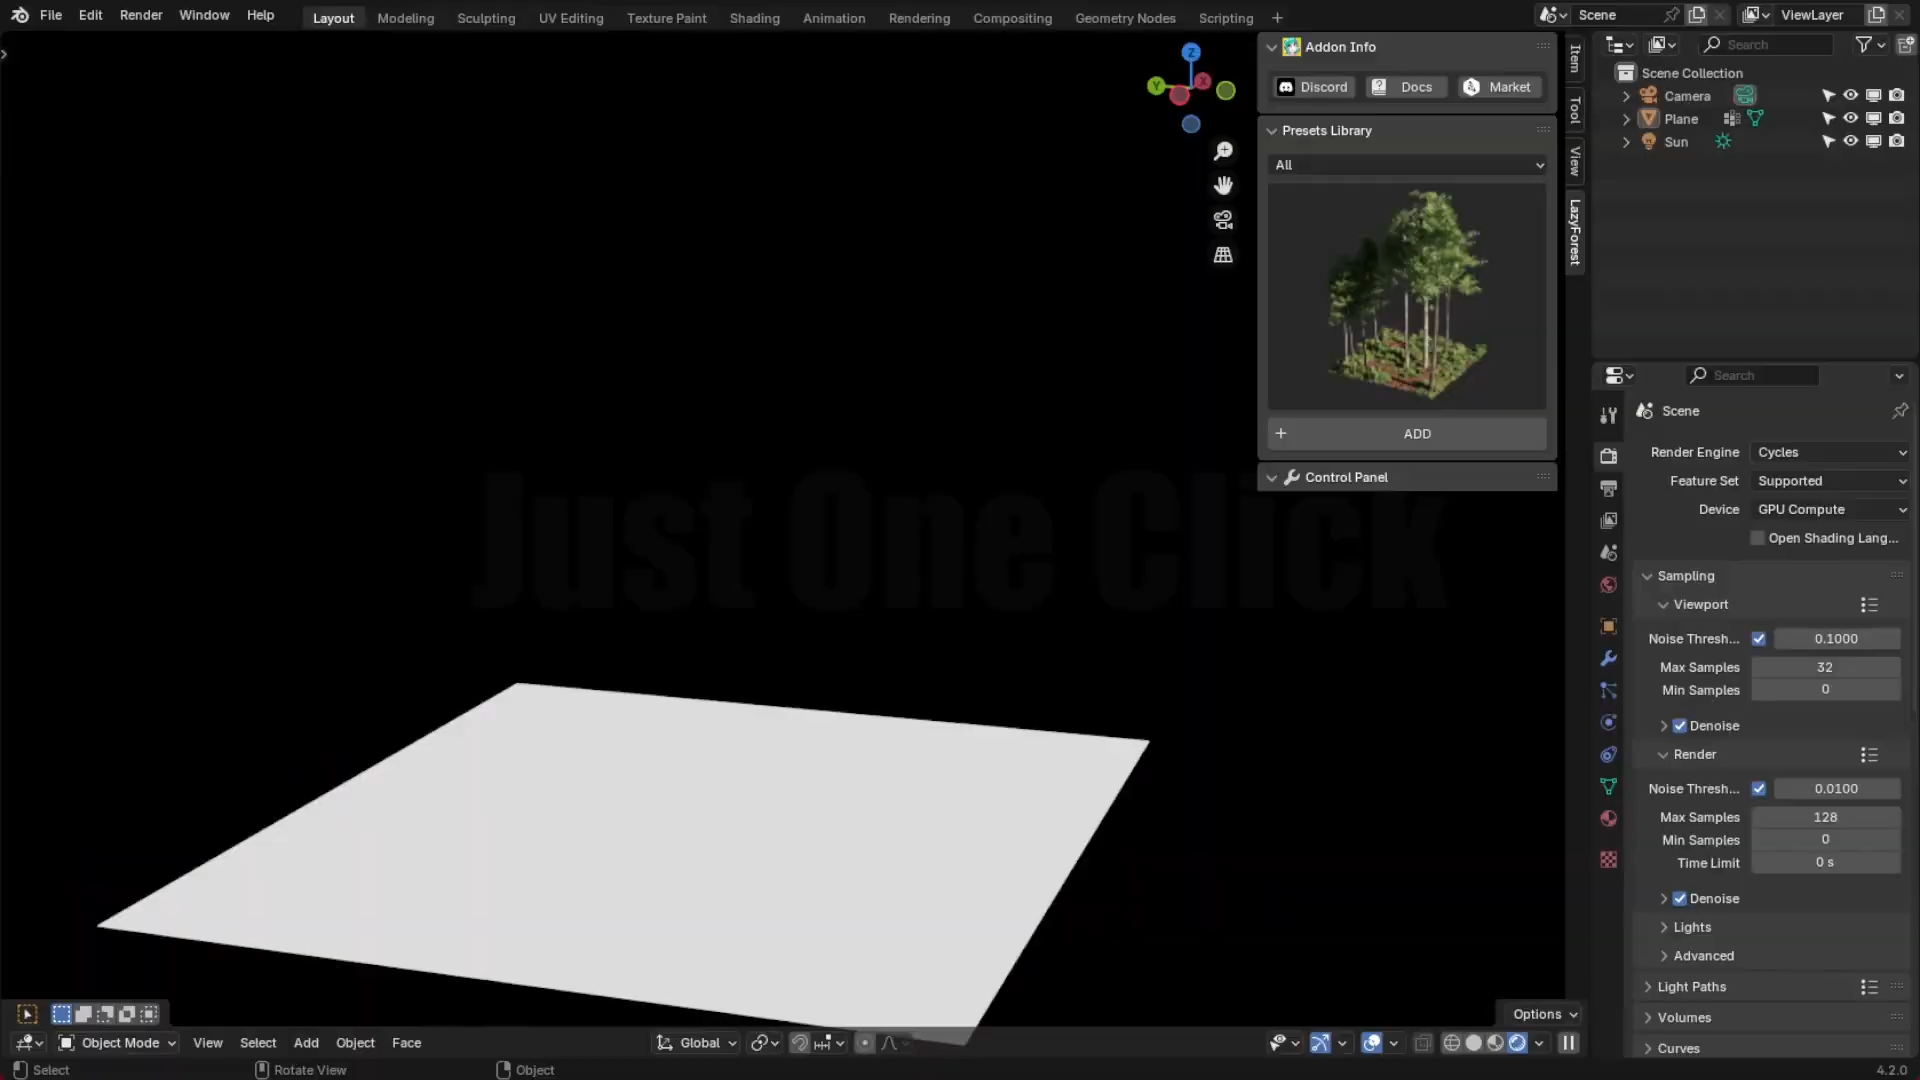 File Edit Render Window Help
Layout Modeling Sculpting UV Editing Texture Paint Shading Animation Rendering Compositing Geometry Nodes Scripting +
Scene
ViewLayer
Addon Info
Discord Docs Market
Presets Library
All
+ ADD
Control Panel
Item
Tool
View
LazyForest
Search
Scene Collection
Camera
Plane
Sun
Search
Scene
Render Engine Cycles
Feature Set Supported
Device GPU Compute
Open Shading Lang...
Sampling
Viewport
Noise Thresh... 0.1000
Max Samples 32
Min Samples 0
Denoise
Render
Noise Thresh... 0.0100
Max Samples 128
Min Samples 0
Time Limit 0 s
Denoise
Lights
Advanced
Light Paths
Volumes
Curves
Just One Click
Options
Object Mode View Select Add Object Face
Global
Select Rotate View Object
4.2.0